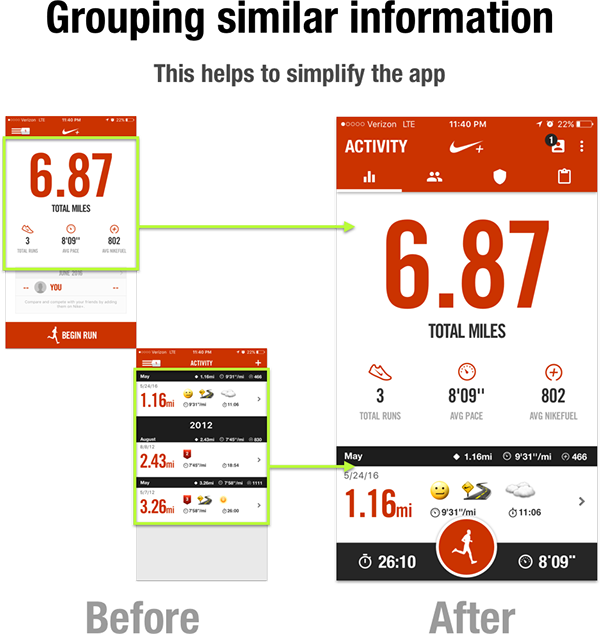 Grouping similar information
This helps to simplify the app
Verizon LTE 11:40 PM 22%
6.87
TOTAL MILES
3 8'09" 802
TOTAL RUNS AVG PACE AVG NIKEFUEL
JUNE 2016
-- YOU --
Compare and compete with your friends by adding
BEGIN RUN
Verizon LTE 11:40 PM 22%
ACTIVITY +
May 1.16mi 9'31"/mi 466
5/24/16
1.16mi 9'31"/mi 11:06
2012
August 2.43mi 7'45"/mi 830
8/8/12
2.43mi 7'45"/mi 18:54
May 3.26mi 7'58"/mi 1111
5/7/12
3.26mi 7'58"/mi 26:00
Verizon LTE 11:40 PM 22%
ACTIVITY + 1
6.87
TOTAL MILES
3 8'09" 802
TOTAL RUNS AVG PACE AVG NIKEFUEL
May 1.16mi 9'31"/mi 466
5/24/16
1.16mi 9'31"/mi 11:06
26:10 8'09"
Before After